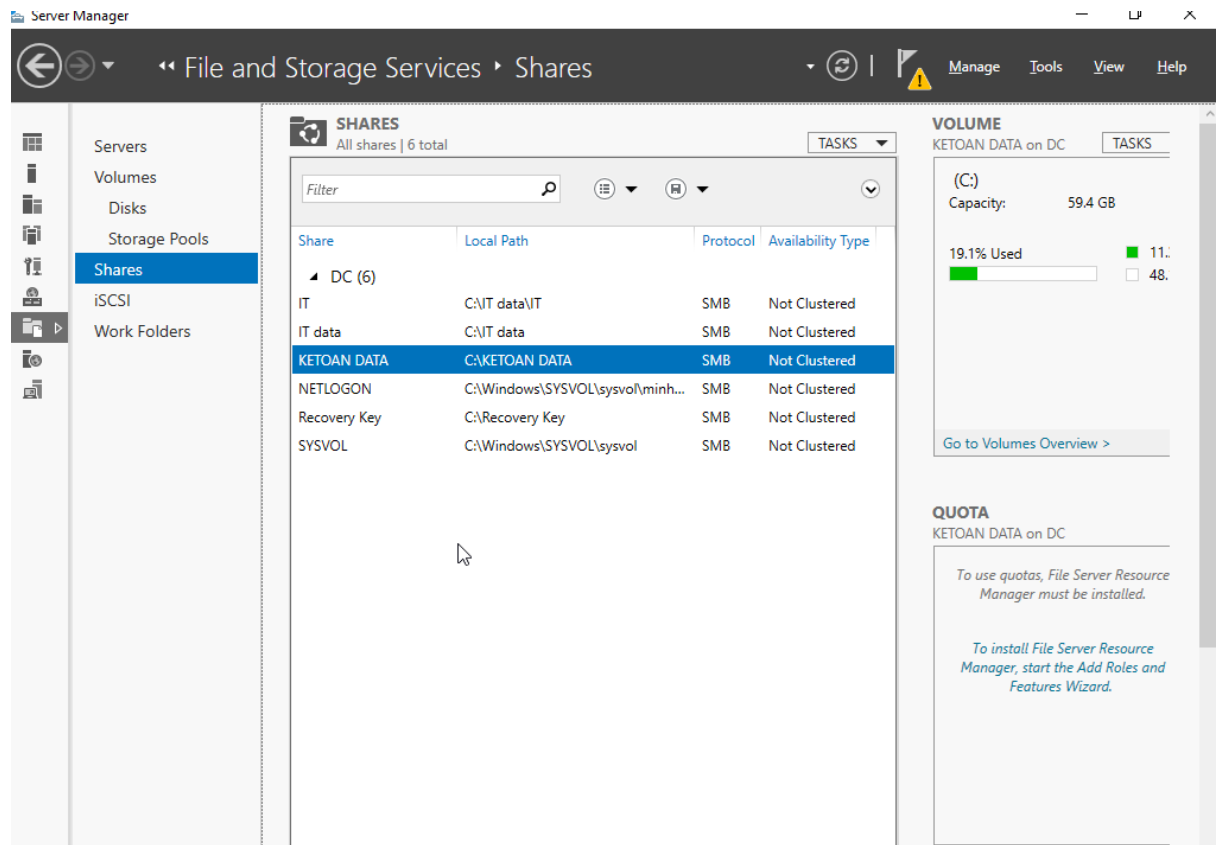 Server Manager
File and Storage Services Shares
Manage Tools View Help
Servers
Volumes
Disks
Storage Pools
Shares
iSCSI
Work Folders
SHARES
All shares | 6 total
TASKS
Filter
Share Local Path Protocol Availability Type
DC (6)
IT C:\IT data\IT SMB Not Clustered
IT data C:\IT data SMB Not Clustered
KETOAN DATA C:\KETOAN DATA SMB Not Clustered
NETLOGON C:\Windows\SYSVOL\sysvol\minh... SMB Not Clustered
Recovery Key C:\Recovery Key SMB Not Clustered
SYSVOL C:\Windows\SYSVOL\sysvol SMB Not Clustered
VOLUME
KETOAN DATA on DC TASKS
(C:)
Capacity: 59.4 GB
19.1% Used 11.
48.
Go to Volumes Overview >
QUOTA
KETOAN DATA on DC
To use quotas, File Server Resource
Manager must be installed.
To install File Server Resource
Manager, start the Add Roles and
Features Wizard.